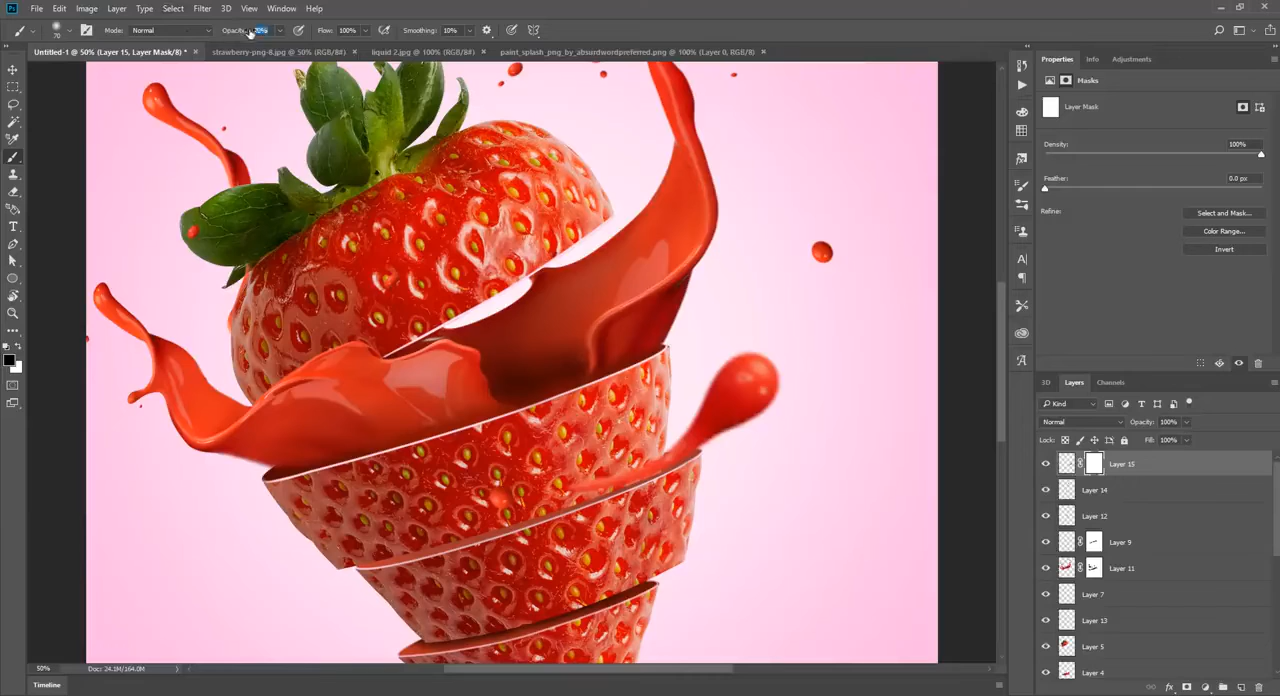 Ps File Edit Image Layer Type Select Filter 3D View Window Help
70 Mode: Normal Opacity: 70% Flow: 100% Smoothing: 10%
Untitled-1 @ 50% (Layer 15, Layer Mask/8) * × strawberry-png-8.jpg @ 50% (RGB/8#) × liquid 2.jpg @ 100% (RGB/8#) × paint_splash_png_by_absurdwordpreferred.png @ 100% (Layer 0, RGB/8) ×
Properties Info Adjustments
Masks
Layer Mask
Density: 100%
Feather: 0.0 px
Refine: Select and Mask...
Color Range...
Invert
3D Layers Channels
Kind
Normal Opacity: 100%
Lock: Fill: 100%
Layer 15
Layer 14
Layer 12
Layer 9
Layer 11
Layer 7
Layer 13
Layer 5
Layer 4
50% Doc: 24.1M/164.0M
Timeline